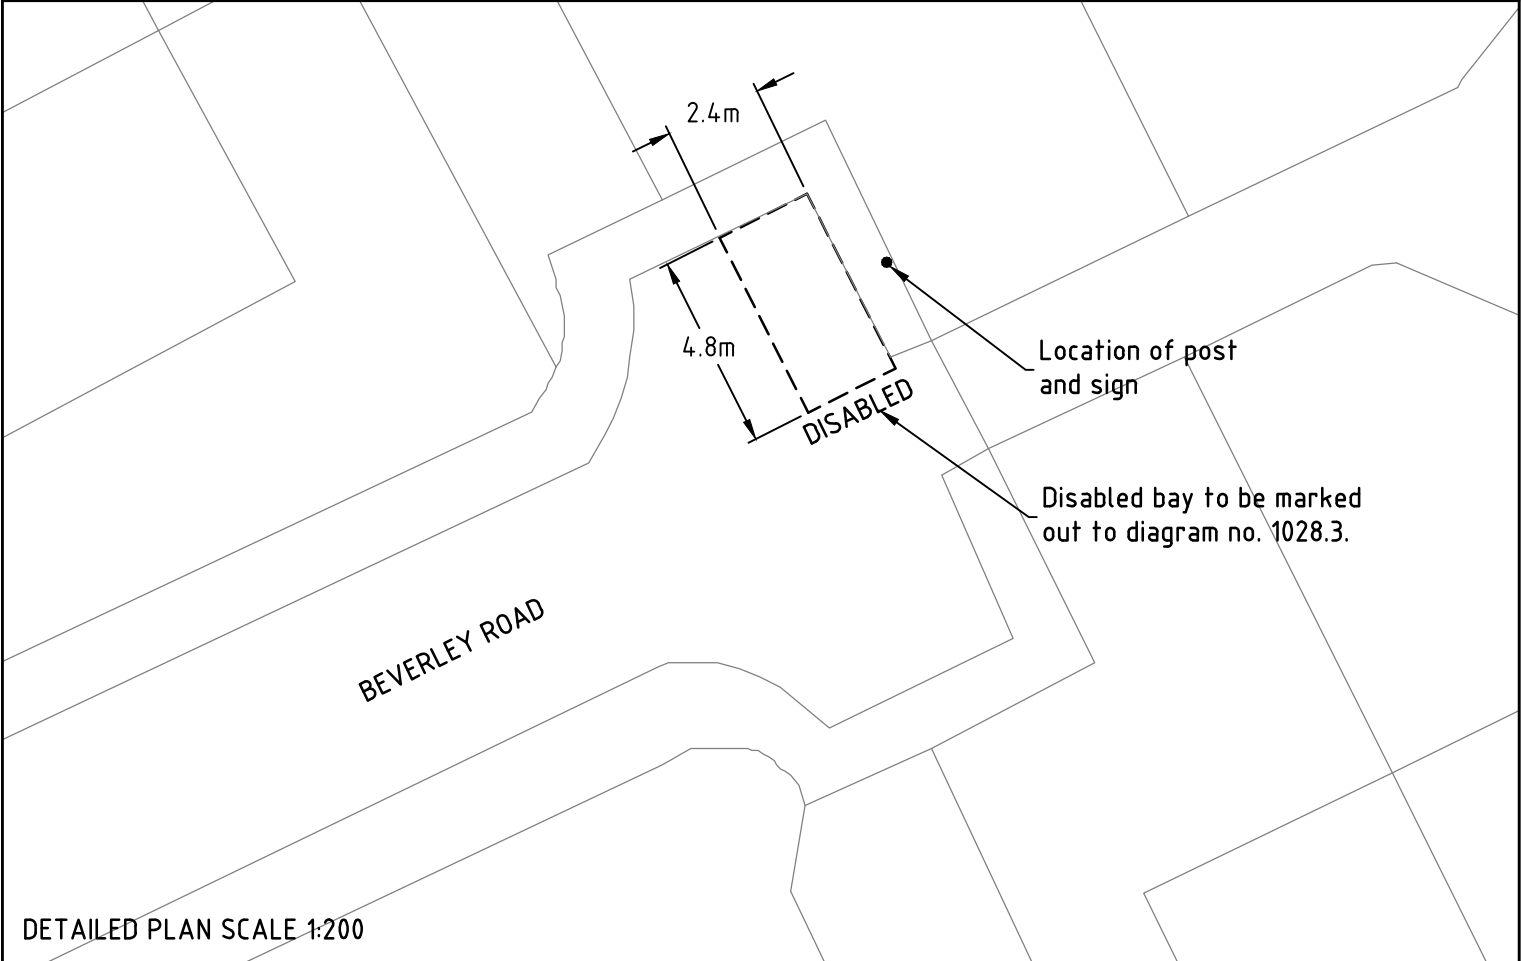 2.4m
4.8m
Location of post
and sign
DISABLED
Disabled bay to be marked
out to diagram no. 1028.3.
BEVERLEY ROAD
DETAILED PLAN SCALE 1:200